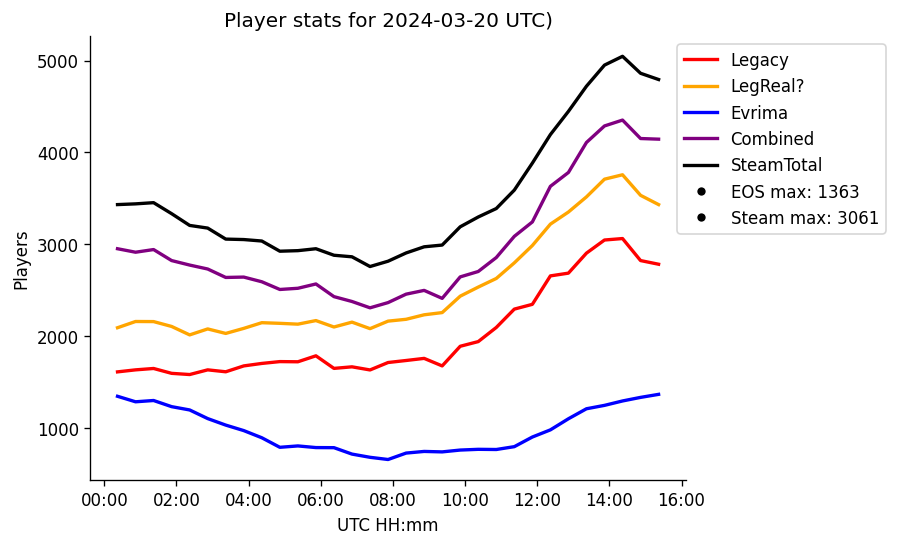 Player stats for 2024-03-20 UTC)
Legacy
LegReal?
Evrima
Combined
SteamTotal
EOS max: 1363
Steam max: 3061
Players
5000
4000
3000
2000
1000
00:00 02:00 04:00 06:00 08:00 10:00 12:00 14:00 16:00
UTC HH:mm